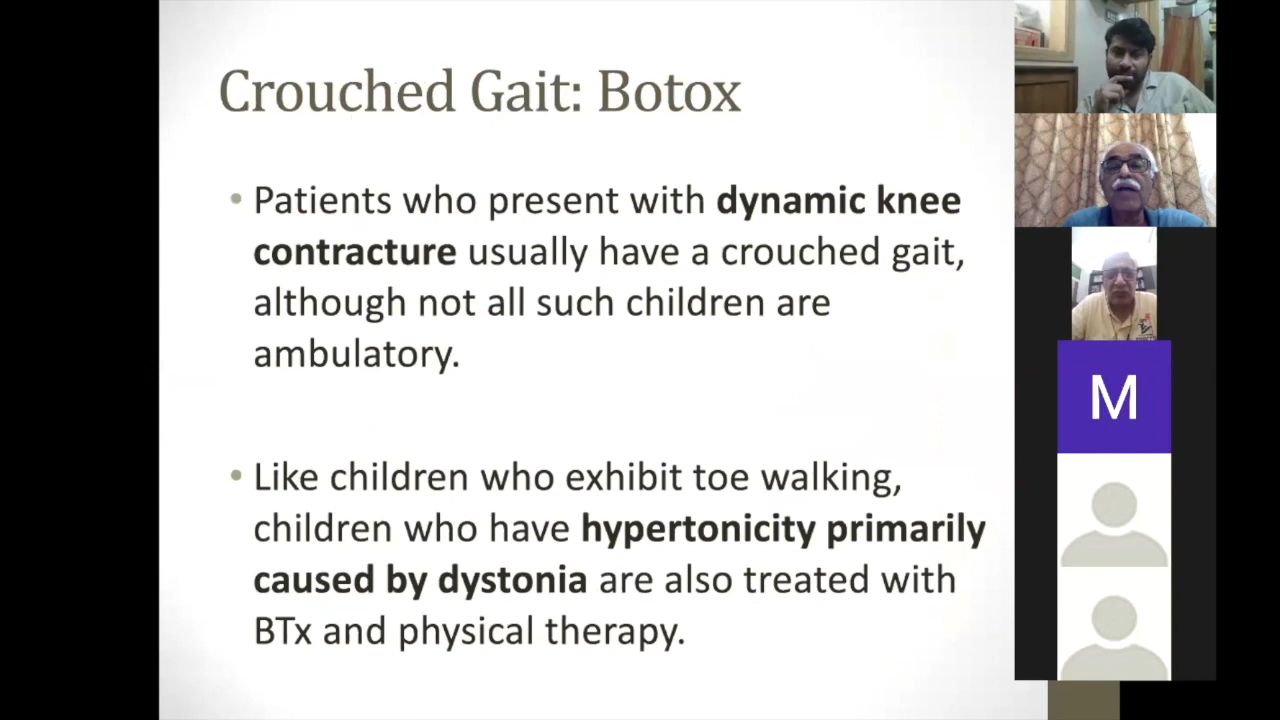 Crouched Gait: Botox
• Patients who present with dynamic knee
contracture usually have a crouched gait,
although not all such children are
ambulatory.
• Like children who exhibit toe walking,
children who have hypertonicity primarily
caused by dystonia are also treated with
BTx and physical therapy.
M